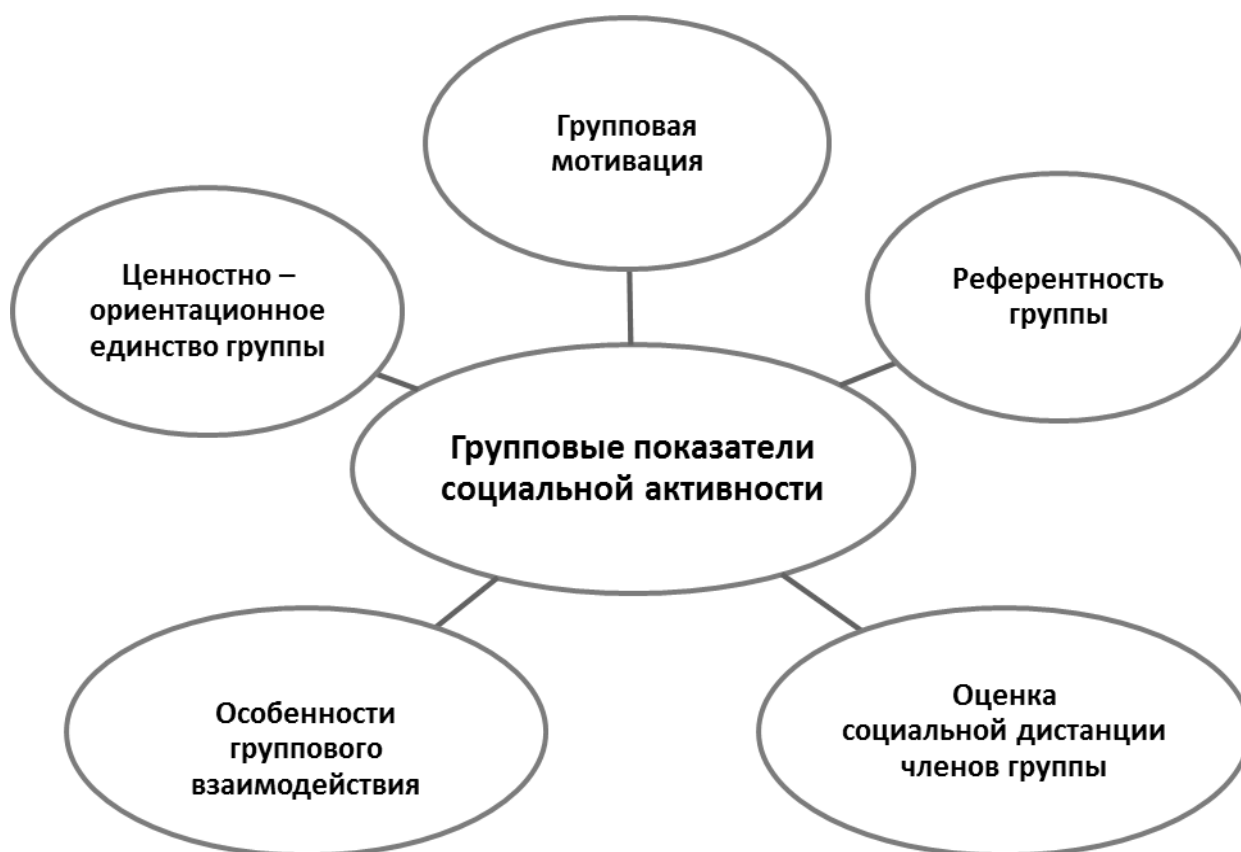 Групповая
мотивация
Ценностно –
ориентационное
единство группы
Референтность
группы
Групповые показатели
социальной активности
Особенности
группового
взаимодействия
Оценка
социальной дистанции
членов группы